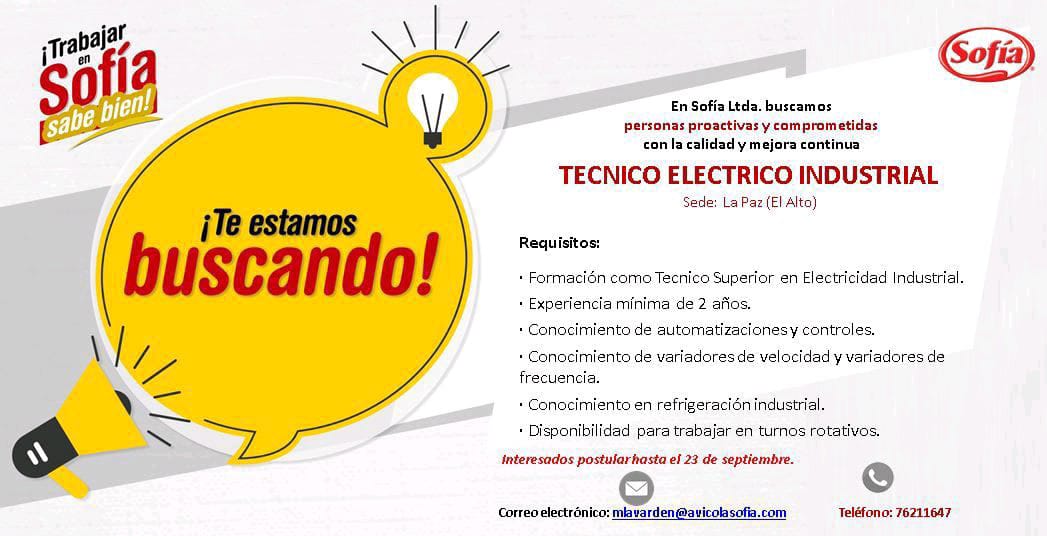 ¡Trabajar
en
Sofía
sabe bien!
Sofía
En Sofía Ltda. buscamos
personas proactivas y comprometidas
con la calidad y mejora continua
TECNICO ELECTRICO INDUSTRIAL
Sede: La Paz (El Alto)
¡Te estamos
buscando!
Requisitos:
· Formación como Tecnico Superior en Electricidad Industrial.
· Experiencia mínima de 2 años.
· Conocimiento de automatizaciones y controles.
· Conocimiento de variadores de velocidad y variadores de
frecuencia.
· Conocimiento en refrigeración industrial.
· Disponibilidad para trabajar en turnos rotativos.
Interesados postular hasta el 23 de septiembre.
Correo electrónico: mlavarden@avicolasofia.com
Teléfono: 76211647